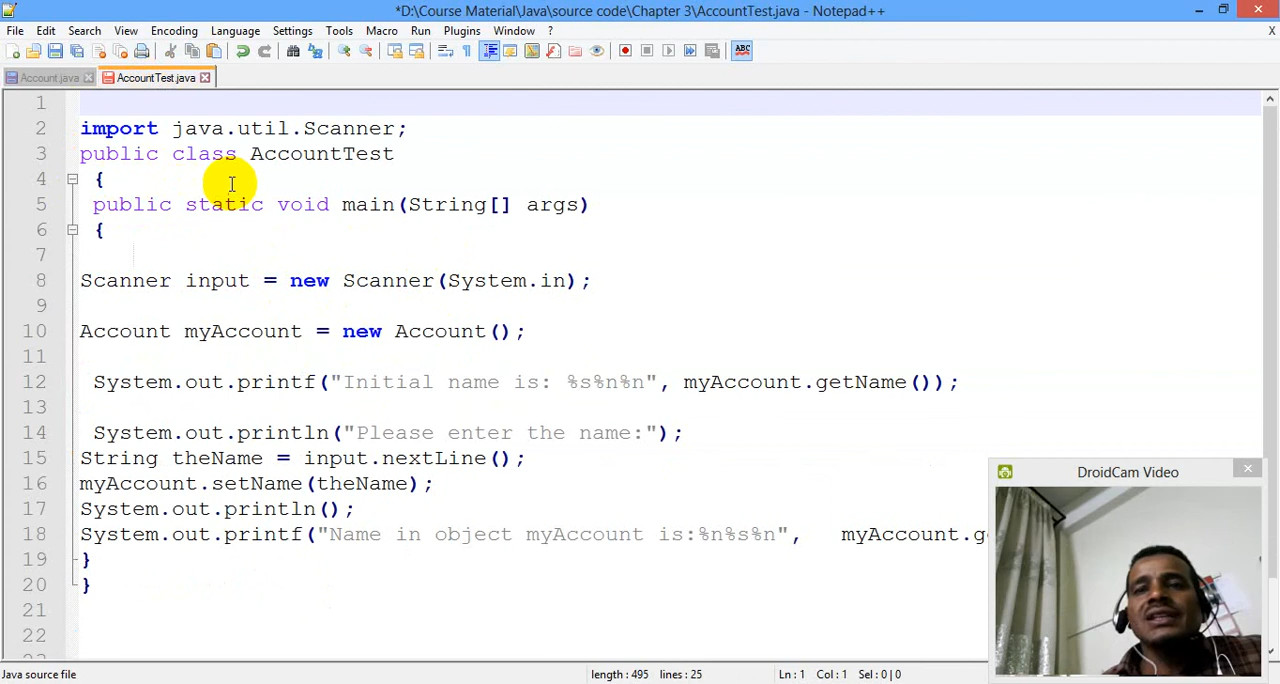 *D:\Course Material\Java\source code\Chapter 3\AccountTest.java - Notepad++
File Edit Search View Encoding Language Settings Tools Macro Run Plugins Window ? X
ABC
Account.java AccountTest.java
1
2 import java.util.Scanner;
3 public class AccountTest
4 {
5 public static void main(String[] args)
6 {
7
8 Scanner input = new Scanner(System.in);
9
10 Account myAccount = new Account();
11
12 System.out.printf("Initial name is: %s%n%n", myAccount.getName());
13
14 System.out.println("Please enter the name:");
15 String theName = input.nextLine();
16 myAccount.setName(theName);
17 System.out.println();
18 System.out.printf("Name in object myAccount is:%n%s%n", myAccount.g
19 }
20 }
21
22
DroidCam Video
Java source file length : 495 lines : 25 Ln : 1 Col : 1 Sel : 0 | 0